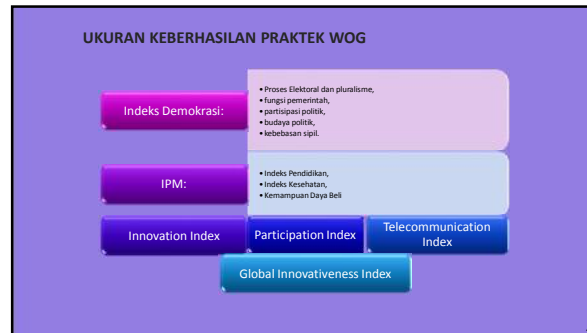 UKURAN KEBERHASILAN PRAKTEK WOG
Indeks Demokrasi:
• Proses Elektoral dan pluralisme,
• fungsi pemerintah,
• partisipasi politik,
• budaya politik,
• kebebasan sipil.
IPM:
• Indeks Pendidikan,
• Indeks Kesehatan,
• Kemampuan Daya Beli
Innovation Index
Participation Index
Telecommunication
Index
Global Innovativeness Index